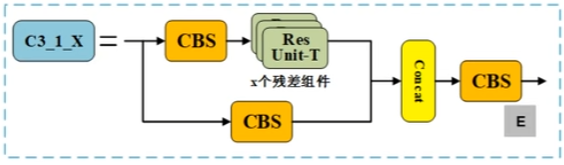 C3_1_X
CBS
Res
Unit-T
x个残差组件
CBS
Concat
CBS
E